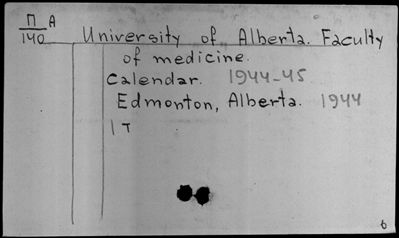 П A
140
University of Alberta. Faculty
of medicine.
Calendar. 1944-45
Edmonton, Alberta. 1944
1 T
6